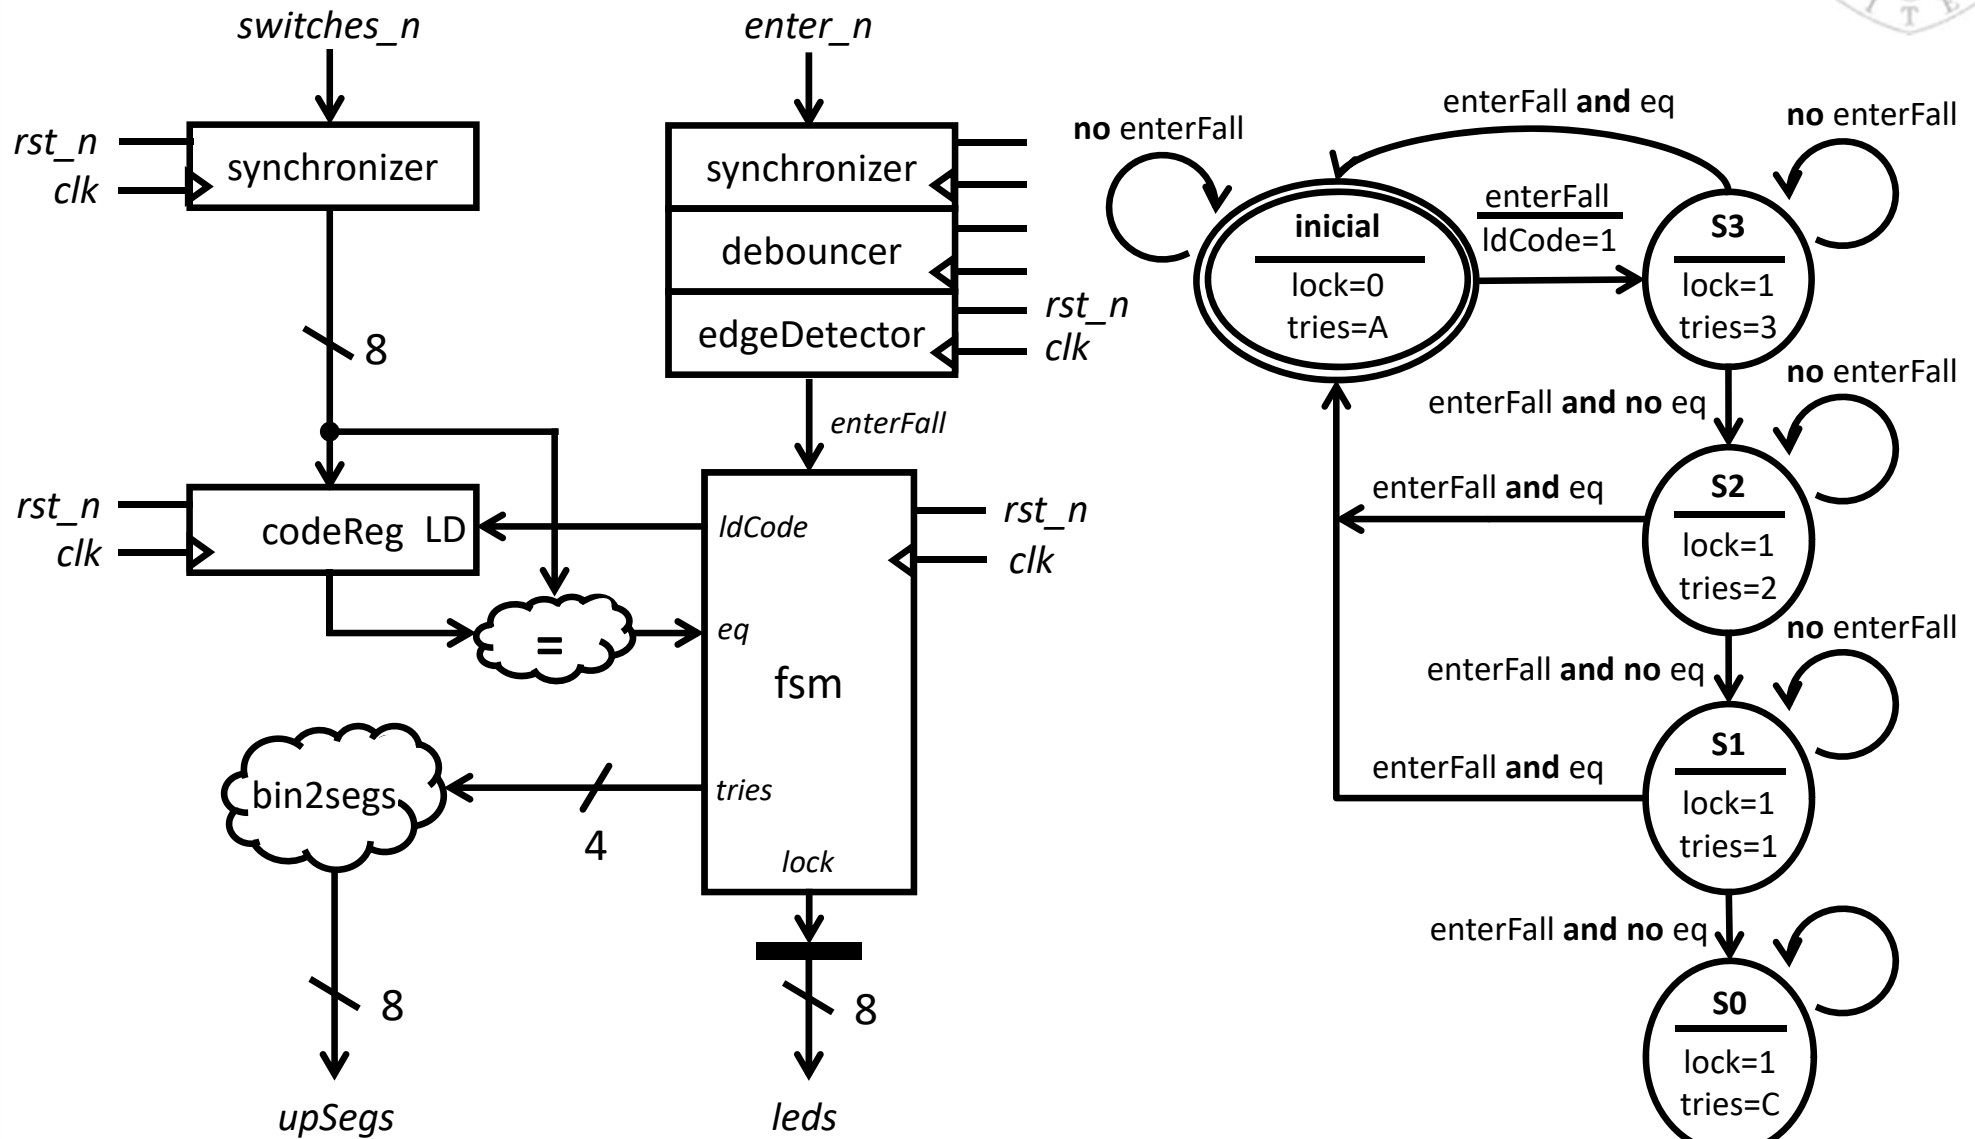 switches_n
enter_n
rst_n
clk
synchronizer
synchronizer
debouncer
edgeDetector
rst_n
clk
8
enterFall
rst_n
clk
codeReg LD
ldCode
rst_n
clk
=
eq
fsm
bin2segs
tries
4
lock
8
8
upSegs
leds
enterFall and eq
no enterFall
no enterFall
inicial
lock=0
tries=A
enterFall
ldCode=1
S3
lock=1
tries=3
enterFall and no eq
no enterFall
enterFall and eq
S2
lock=1
tries=2
enterFall and no eq
no enterFall
enterFall and eq
S1
lock=1
tries=1
enterFall and no eq
S0
lock=1
tries=C
I T E